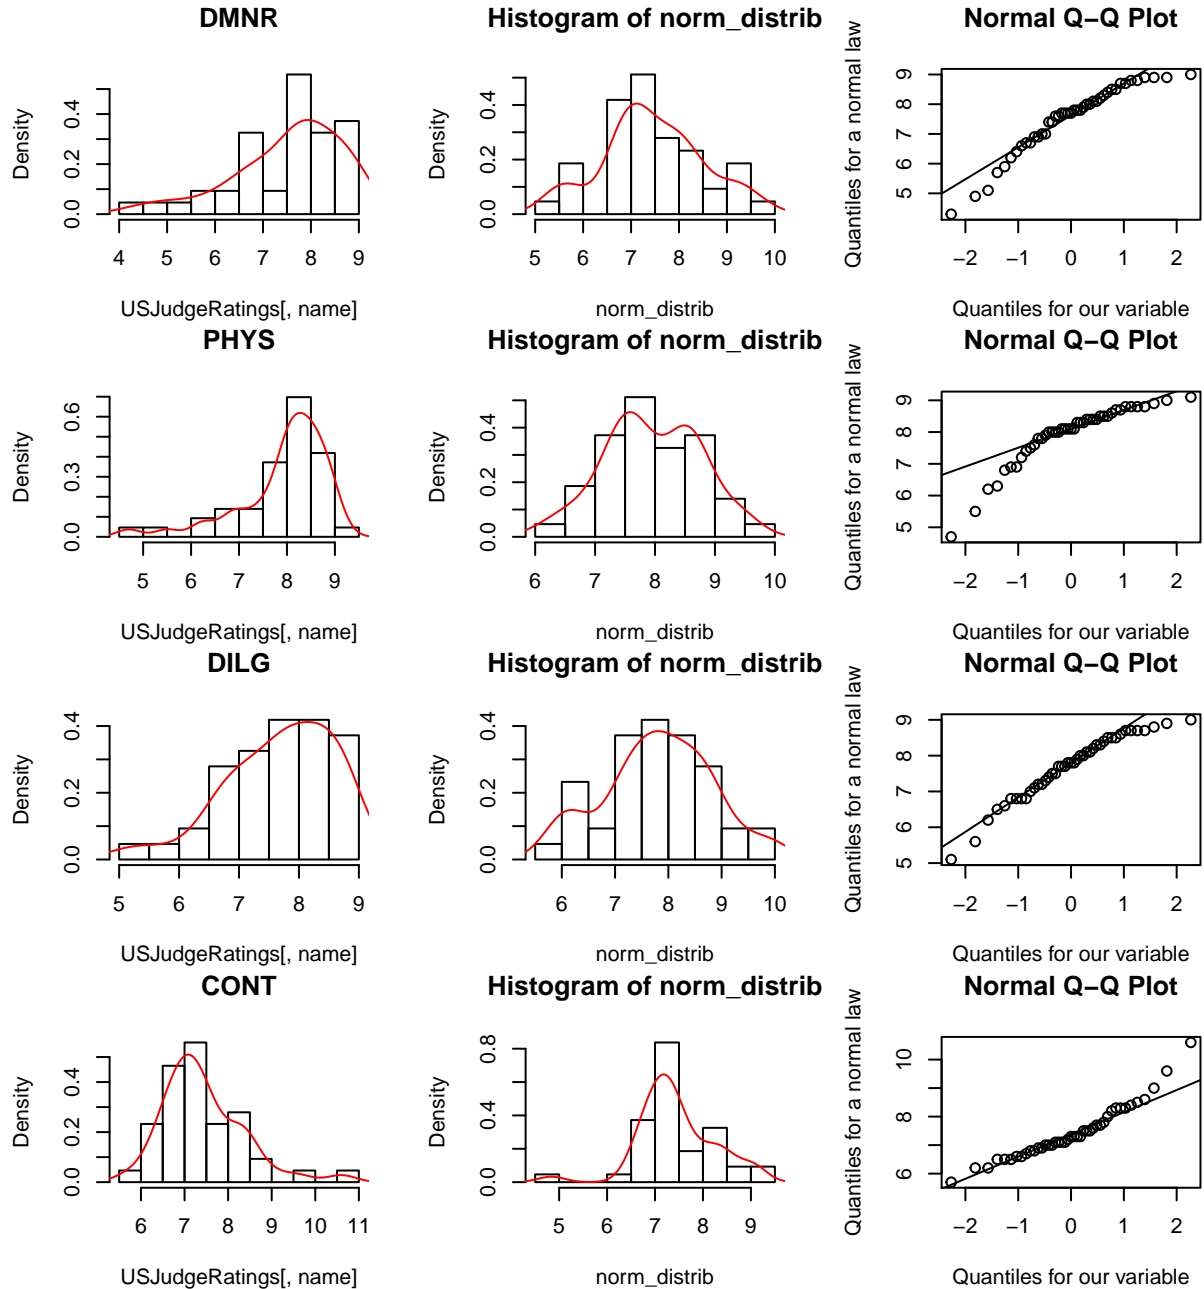 DMNR
Histogram of norm_distrib
Normal Q−Q Plot
Density
0.0 0.2 0.4
4 5 6 7 8 9
USJudgeRatings[, name]
Density
0.0 0.2 0.4
5 6 7 8 9 10
norm_distrib
Quantiles for a normal law
5 6 7 8 9
−2 −1 0 1 2
Quantiles for our variable
PHYS
Histogram of norm_distrib
Normal Q−Q Plot
Density
0.0 0.3 0.6
5 6 7 8 9
USJudgeRatings[, name]
Density
0.0 0.2 0.4
6 7 8 9 10
norm_distrib
Quantiles for a normal law
5 6 7 8 9
−2 −1 0 1 2
Quantiles for our variable
DILG
Histogram of norm_distrib
Normal Q−Q Plot
Density
0.0 0.2 0.4
5 6 7 8 9
USJudgeRatings[, name]
Density
0.0 0.2 0.4
6 7 8 9 10
norm_distrib
Quantiles for a normal law
5 6 7 8 9
−2 −1 0 1 2
Quantiles for our variable
CONT
Histogram of norm_distrib
Normal Q−Q Plot
Density
0.0 0.2 0.4
6 7 8 9 10 11
USJudgeRatings[, name]
Density
0.0 0.4 0.8
5 6 7 8 9
norm_distrib
Quantiles for a normal law
6 8 10
−2 −1 0 1 2
Quantiles for our variable